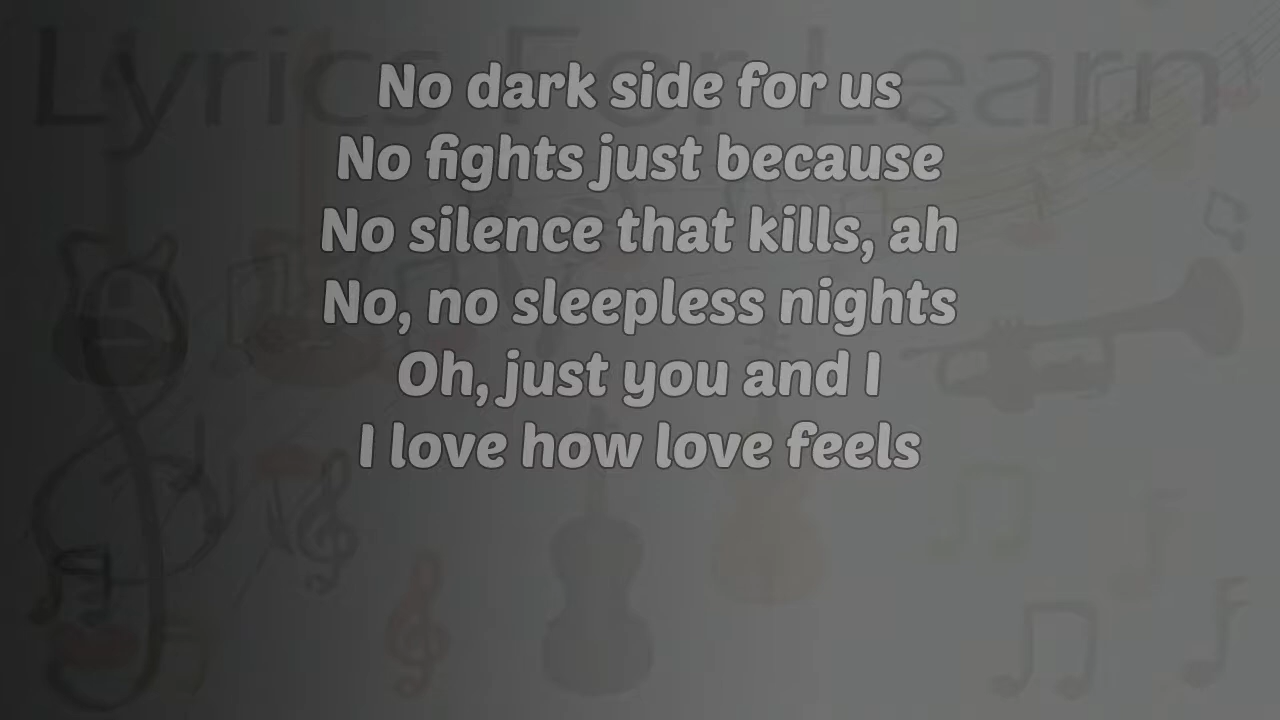 Lyrics For Learn
No dark side for us
No fights just because
No silence that kills, ah
No, no sleepless nights
Oh, just you and I
I love how love feels